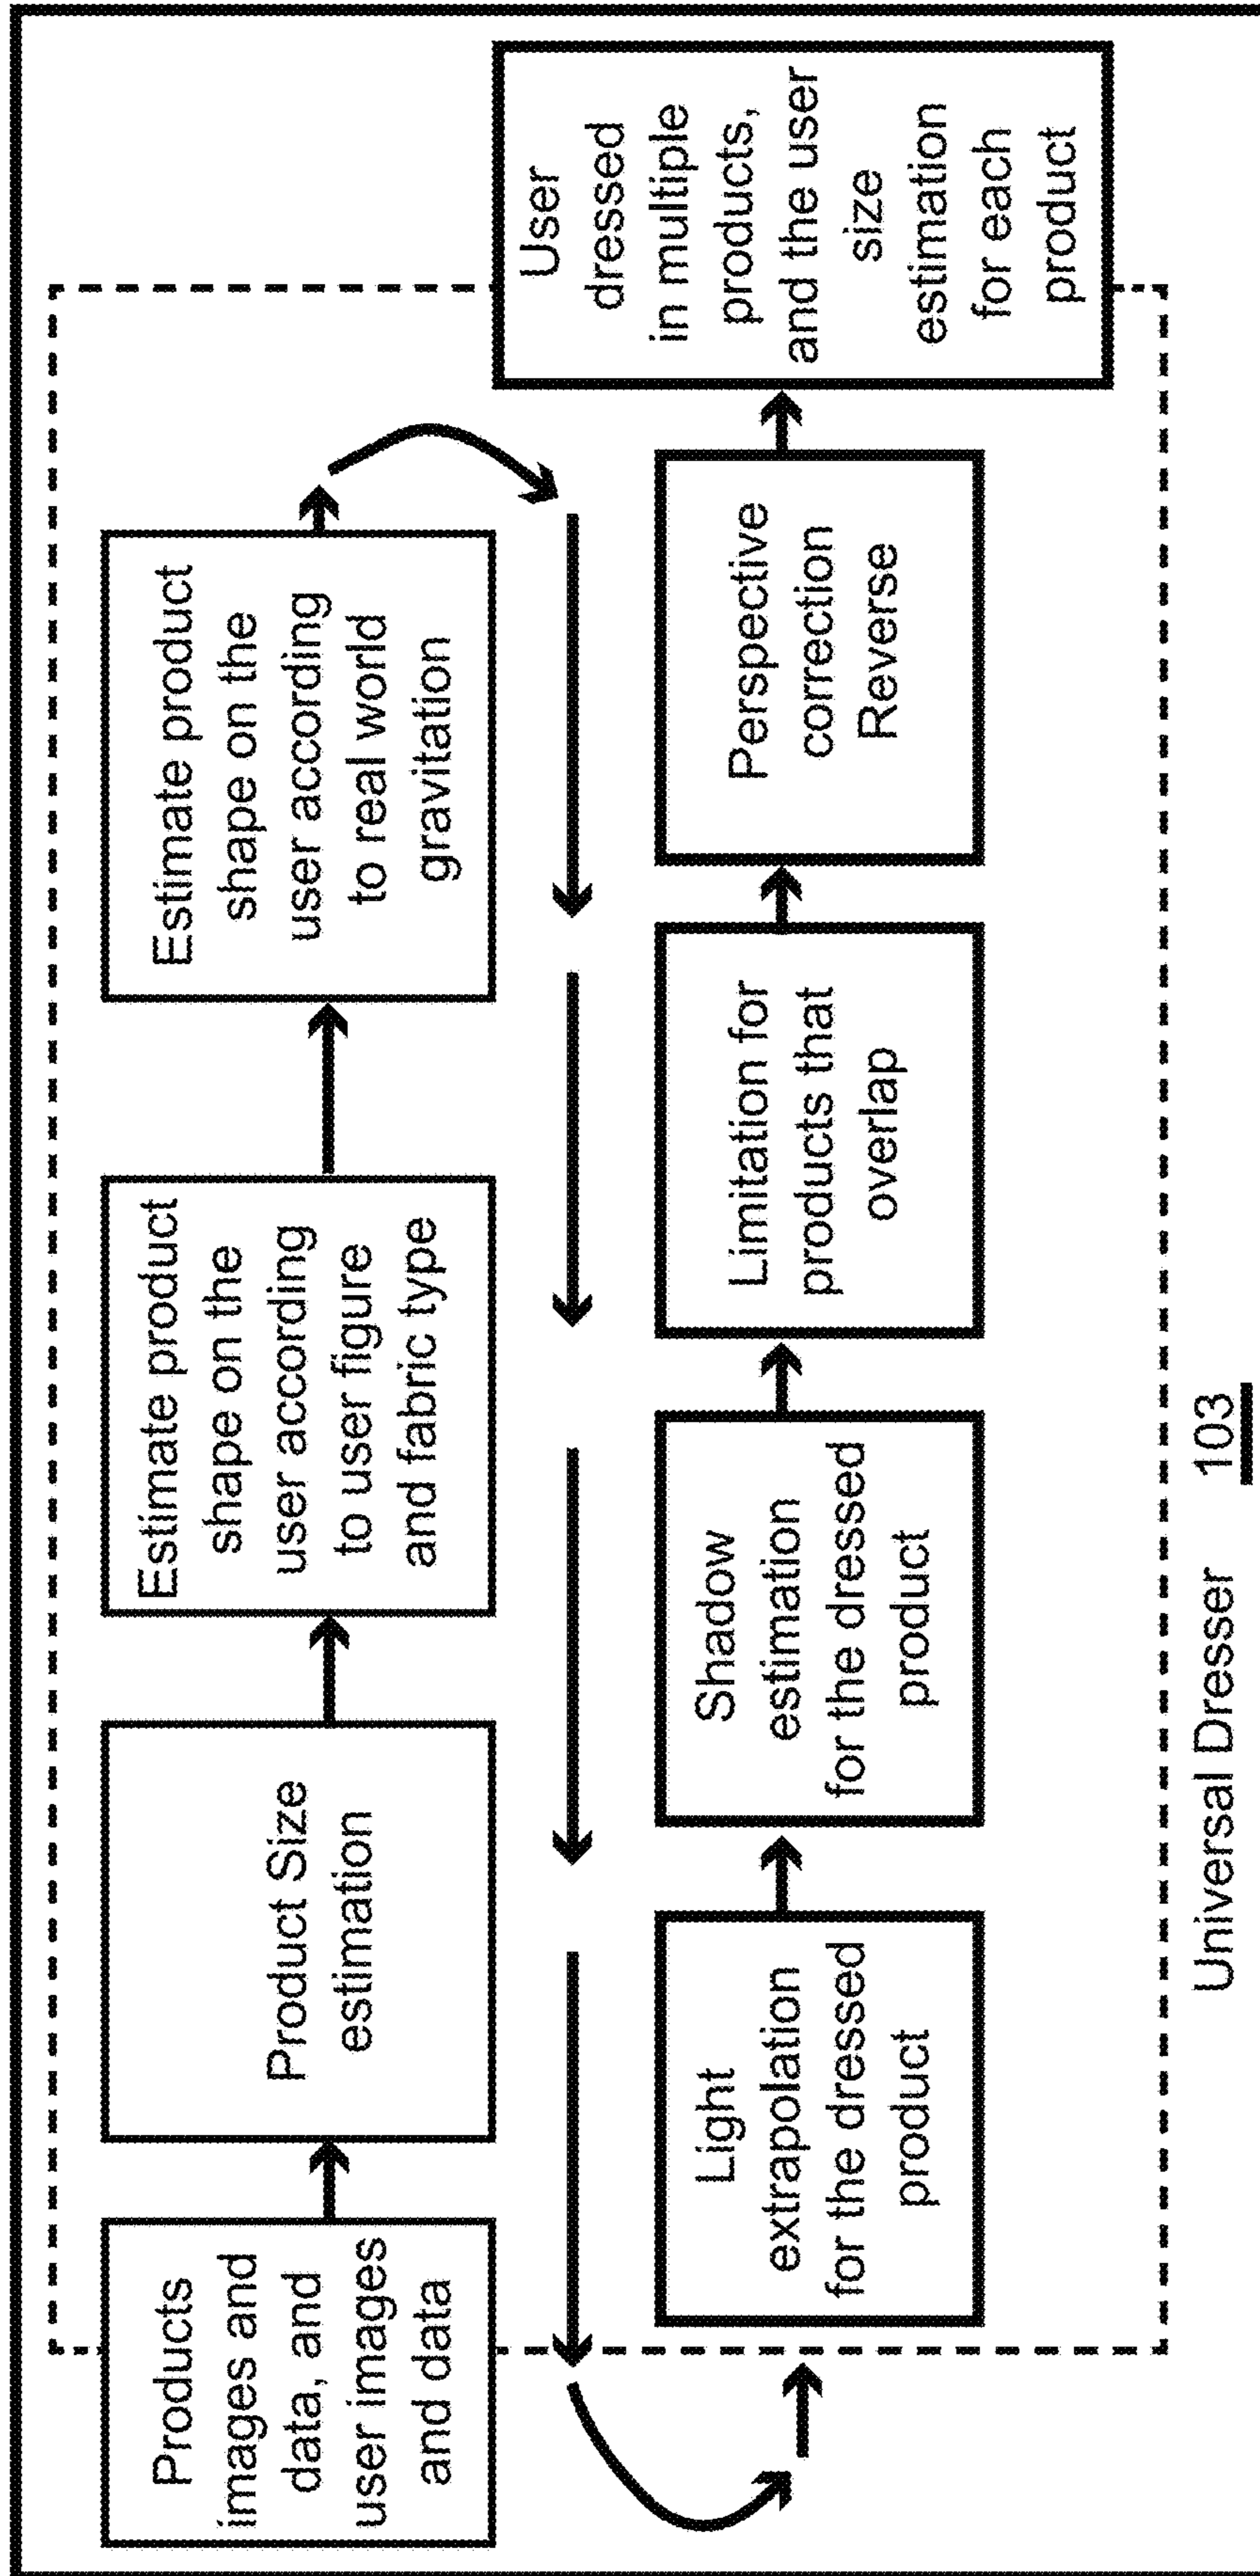 Products
images and
data, and
user images
and data
Product Size
estimation
Estimate product
shape on the
user according
to user figure
and fabric type
Estimate product
shape on the
user according
to real world
gravitation
Light
extrapolation
for the dressed
product
Shadow
estimation
for the dressed
product
Limitation for
products that
overlap
Perspective
correction
Reverse
User
dressed
in multiple
products,
and the user
size
estimation
for each
product
Universal Dresser 103